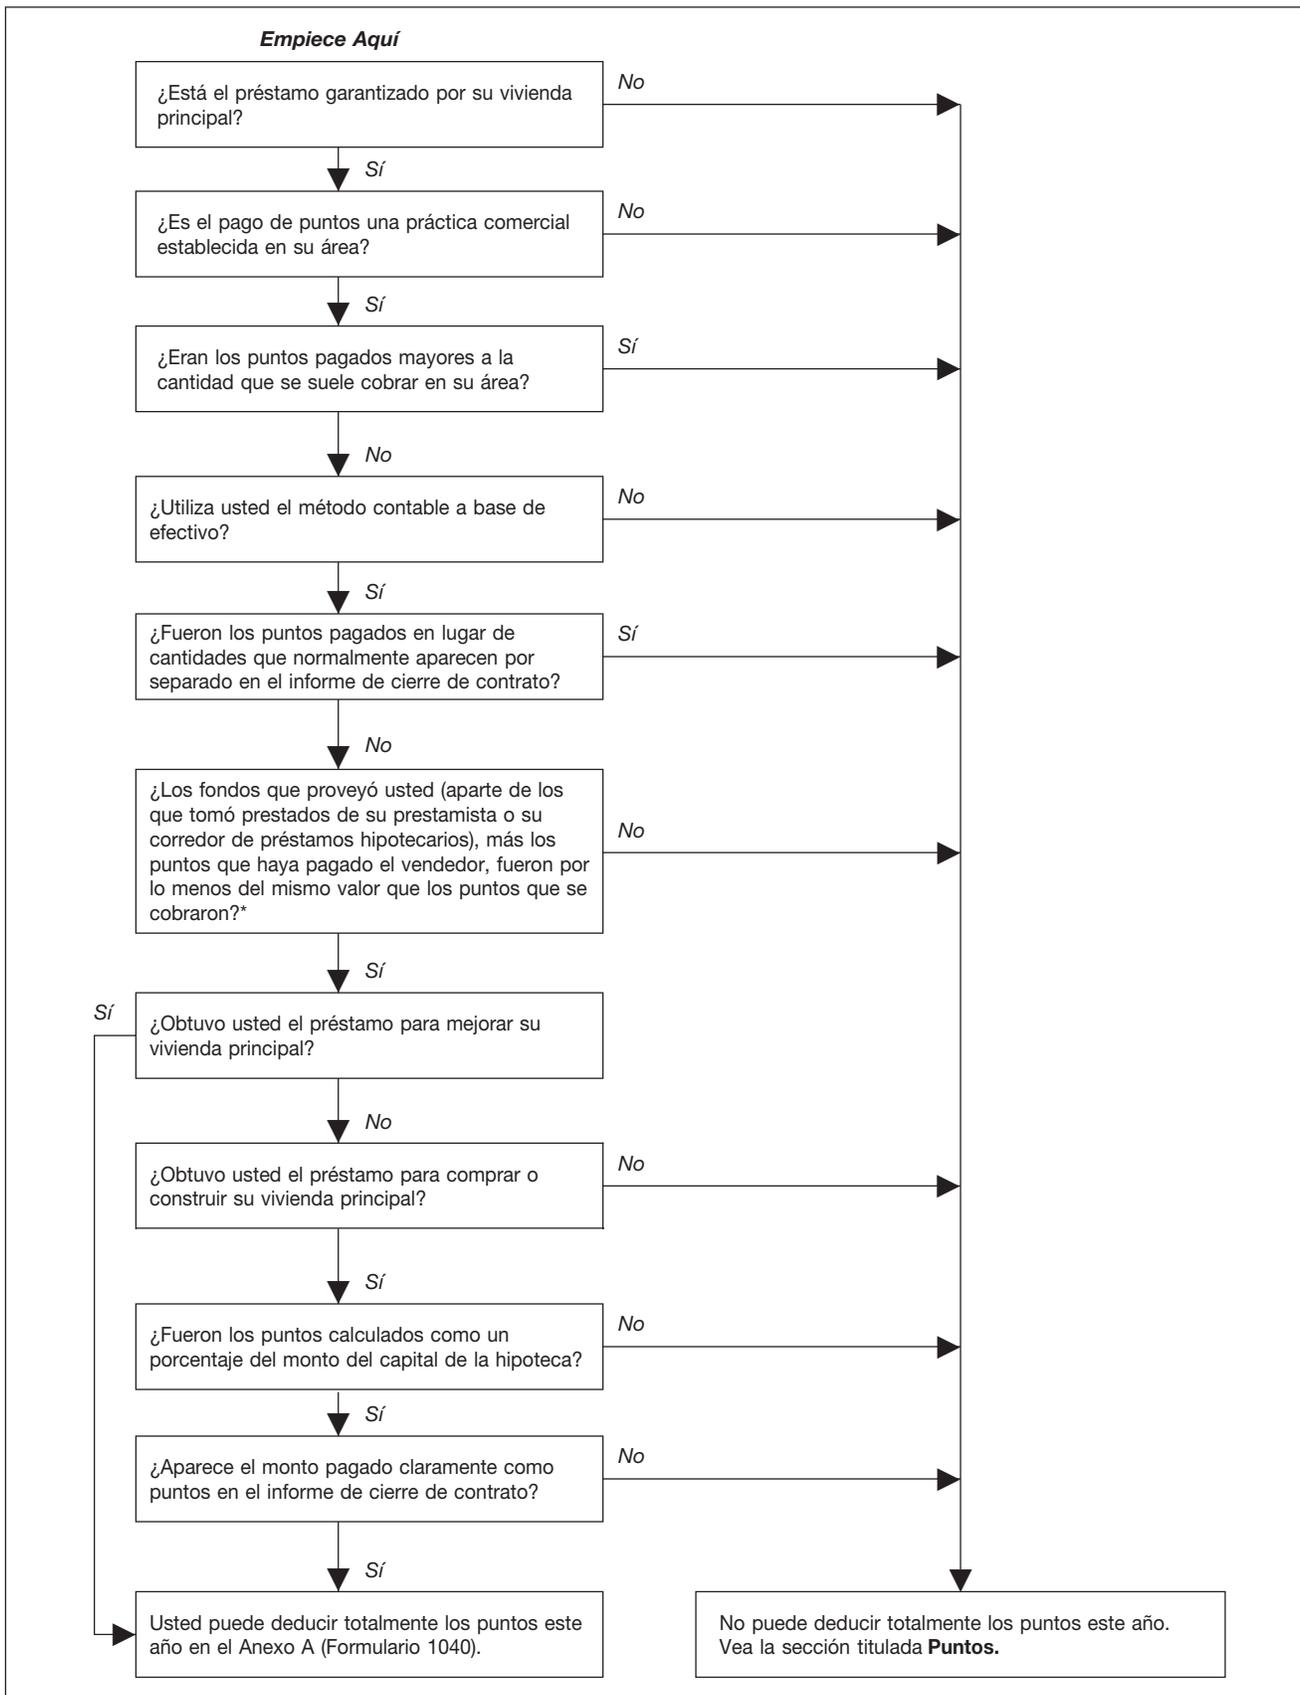 Empiece Aquí
¿Está el préstamo garantizado por su vivienda
principal?
No
Sí
¿Es el pago de puntos una práctica comercial
establecida en su área?
No
Sí
¿Eran los puntos pagados mayores a la
cantidad que se suele cobrar en su área?
Sí
No
¿Utiliza usted el método contable a base de
efectivo?
No
Sí
¿Fueron los puntos pagados en lugar de
cantidades que normalmente aparecen por
separado en el informe de cierre de contrato?
Sí
No
¿Los fondos que proveyó usted (aparte de los
que tomó prestados de su prestamista o su
corredor de préstamos hipotecarios), más los
puntos que haya pagado el vendedor, fueron por
lo menos del mismo valor que los puntos que se
cobraron?*
No
Sí
¿Obtuvo usted el préstamo para mejorar su
vivienda principal?
Sí
No
¿Obtuvo usted el préstamo para comprar o
construir su vivienda principal?
No
Sí
¿Fueron los puntos calculados como un
porcentaje del monto del capital de la hipoteca?
No
Sí
¿Aparece el monto pagado claramente como
puntos en el informe de cierre de contrato?
No
Sí
Usted puede deducir totalmente los puntos este
año en el Anexo A (Formulario 1040).
No puede deducir totalmente los puntos este año.
Vea la sección titulada Puntos.